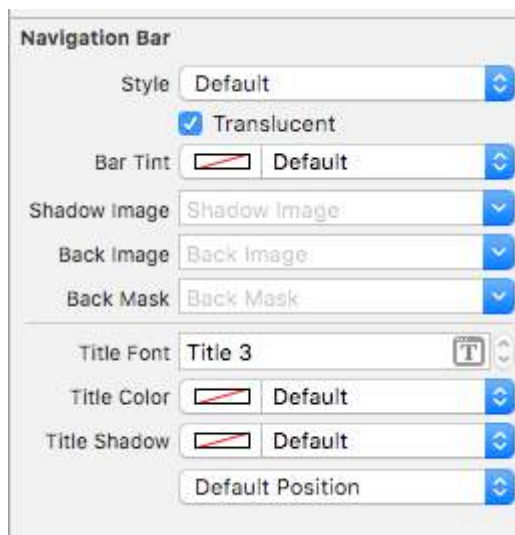 Navigation Bar
Style Default
Translucent
Bar Tint Default
Shadow Image Shadow Image
Back Image Back Image
Back Mask Back Mask
Title Font Title 3 T
Title Color Default
Title Shadow Default
Default Position